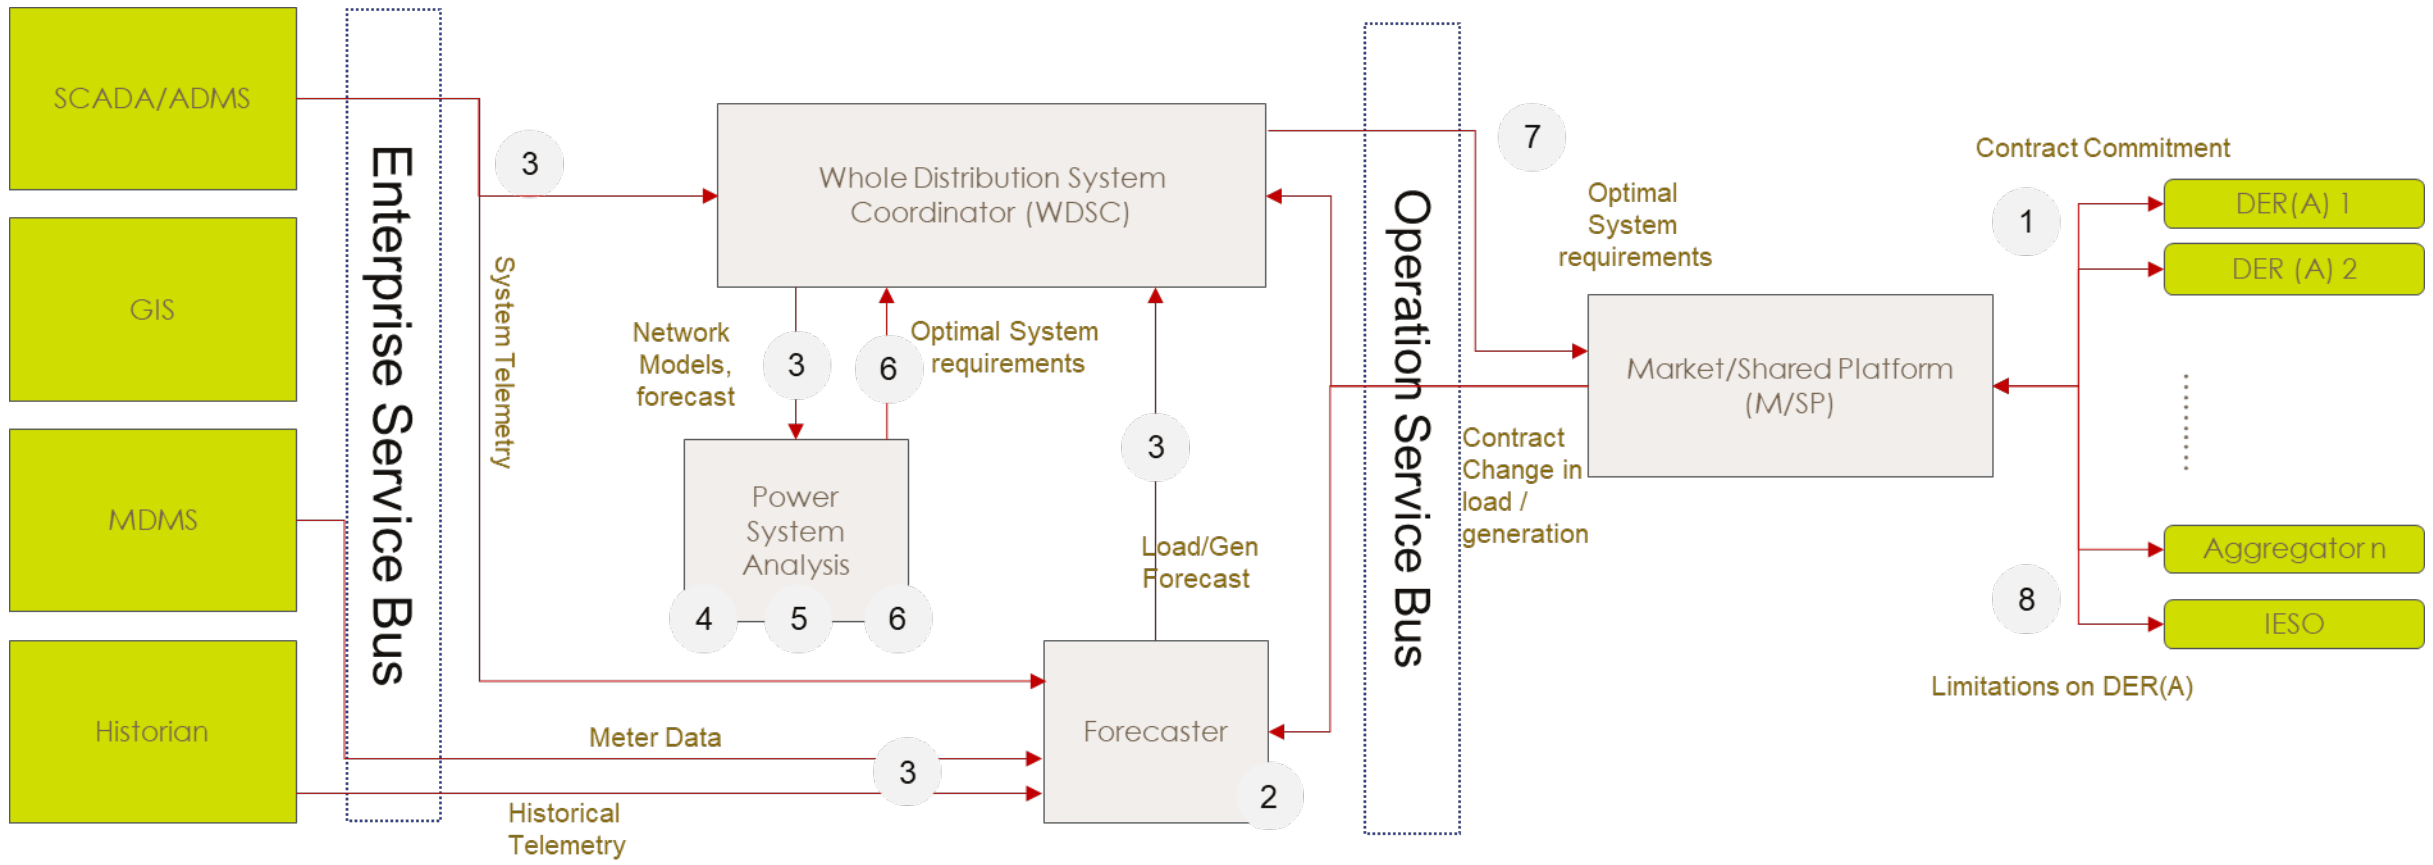 SCADA/ADMS
GIS
MDMS
Historian
Enterprise Service Bus
3
System Telemetry
Whole Distribution System
Coordinator (WDSC)
Network
Models,
forecast
3
6
Optimal System
requirements
Power
System
Analysis
4
5
6
3
Load/Gen
Forecast
Forecaster
2
Meter Data
3
Historical
Telemetry
Operation Service Bus
7
Optimal
System
requirements
Market/Shared Platform
(M/SP)
Contract
Change in
load /
generation
Contract Commitment
1
DER(A) 1
DER (A) 2
........
Aggregator n
8
IESO
Limitations on DER(A)